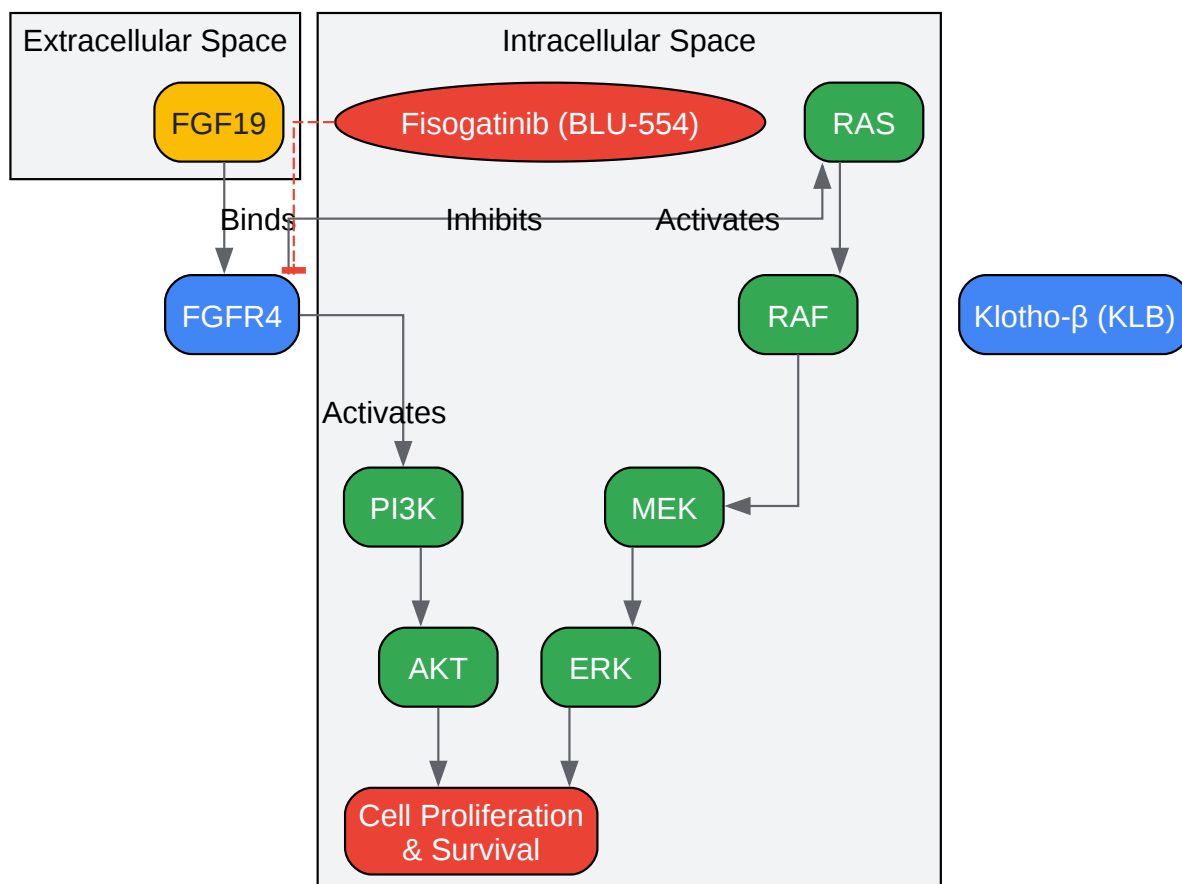 Extracellular Space
Intracellular Space
FGF19
Fisogatinib (BLU-554)
RAS
Binds
Inhibits
Activates
FGFR4
RAF
Klotho-β (KLB)
Activates
PI3K
MEK
AKT
ERK
Cell Proliferation
& Survival